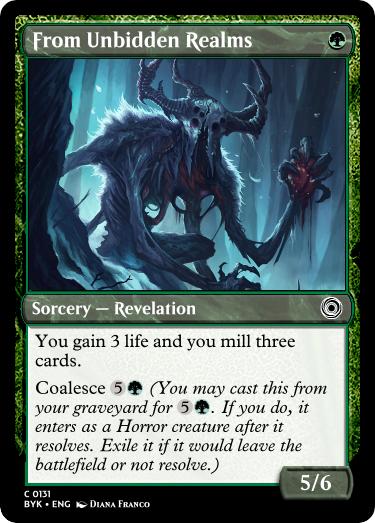 From Unbidden Realms
Sorcery — Revelation
You gain 3 life and you mill three
cards.
Coalesce 5 (You may cast this from
your graveyard for 5. If you do, it
enters as a Horror creature after it
resolves. Exile it if it would leave the
battlefield or not resolve.)
5/6
C 0131
BYK • ENG Diana Franco